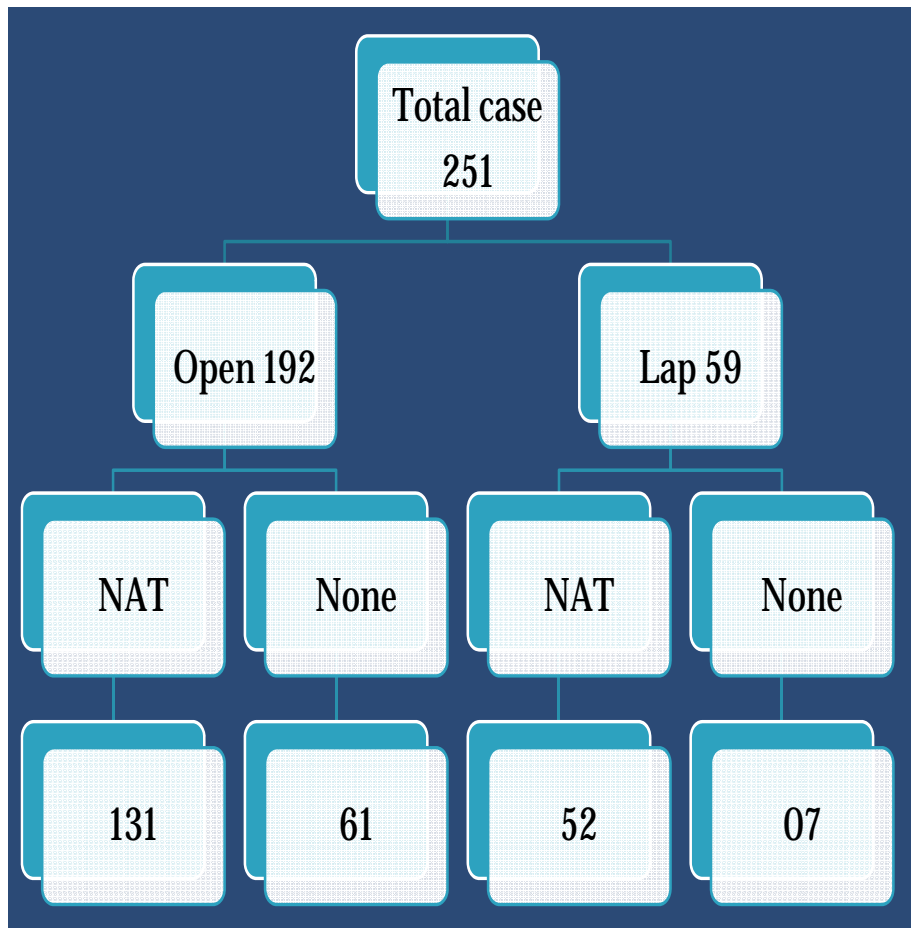 Total case
251
Open 192
Lap 59
NAT
None
NAT
None
131
61
52
07